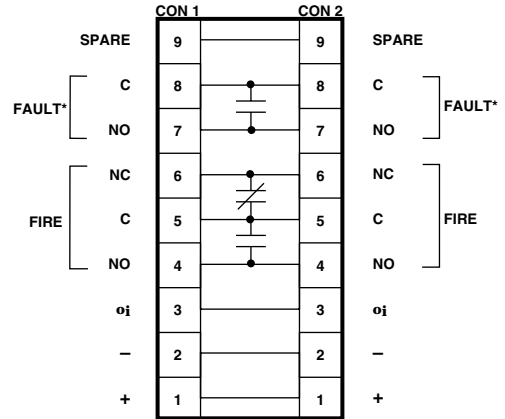 CON 1 CON 2
SPARE 9 9 SPARE
C 8 8 C
FAULT* FAULT*
NO 7 7 NO
NC 6 6 NC
FIRE C 5 5 C FIRE
NO 4 4 NO
oi 3 3 oi
– 2 2 –
+ 1 1 +